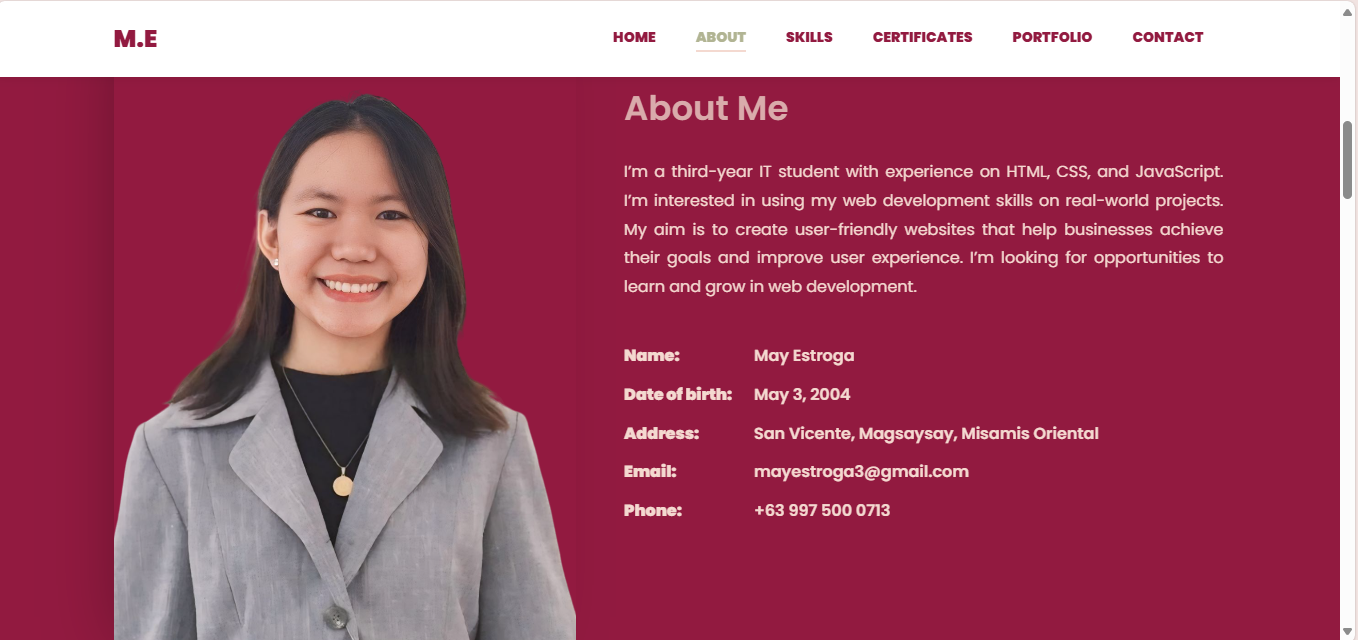 M.E
HOME ABOUT SKILLS CERTIFICATES PORTFOLIO CONTACT
About Me
I'm a third-year IT student with experience on HTML, CSS, and JavaScript.
I'm interested in using my web development skills on real-world projects.
My aim is to create user-friendly websites that help businesses achieve
their goals and improve user experience. I'm looking for opportunities to
learn and grow in web development.
Name: May Estroga
Date of birth: May 3, 2004
Address: San Vicente, Magsaysay, Misamis Oriental
Email: mayestroga3@gmail.com
Phone: +63 997 500 0713